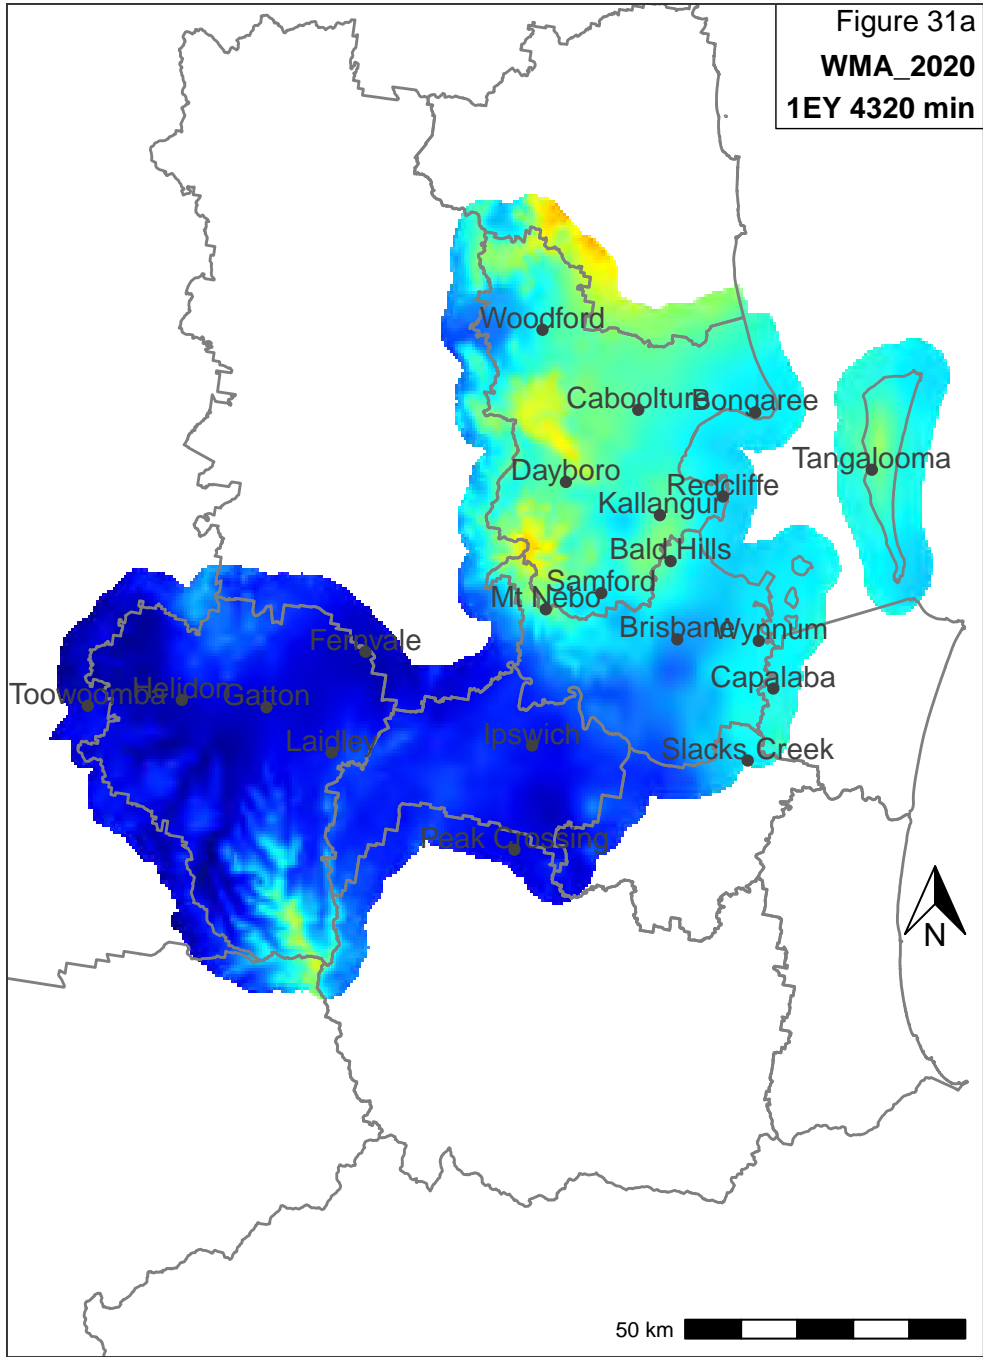 Figure 31a
WMA_2020
1EY 4320 min
Woodford
Caboolture
Bongaree
Tangalooma
Dayboro
Redcliffe
Kallangur
Bald Hills
Samford
Mt Nebo
Brisbane
Wynnum
Fernvale
Capalaba
Toowoomba
Helidon
Gatton
Laidley
Ipswich
Slacks Creek
Peak Crossing
N
50 km